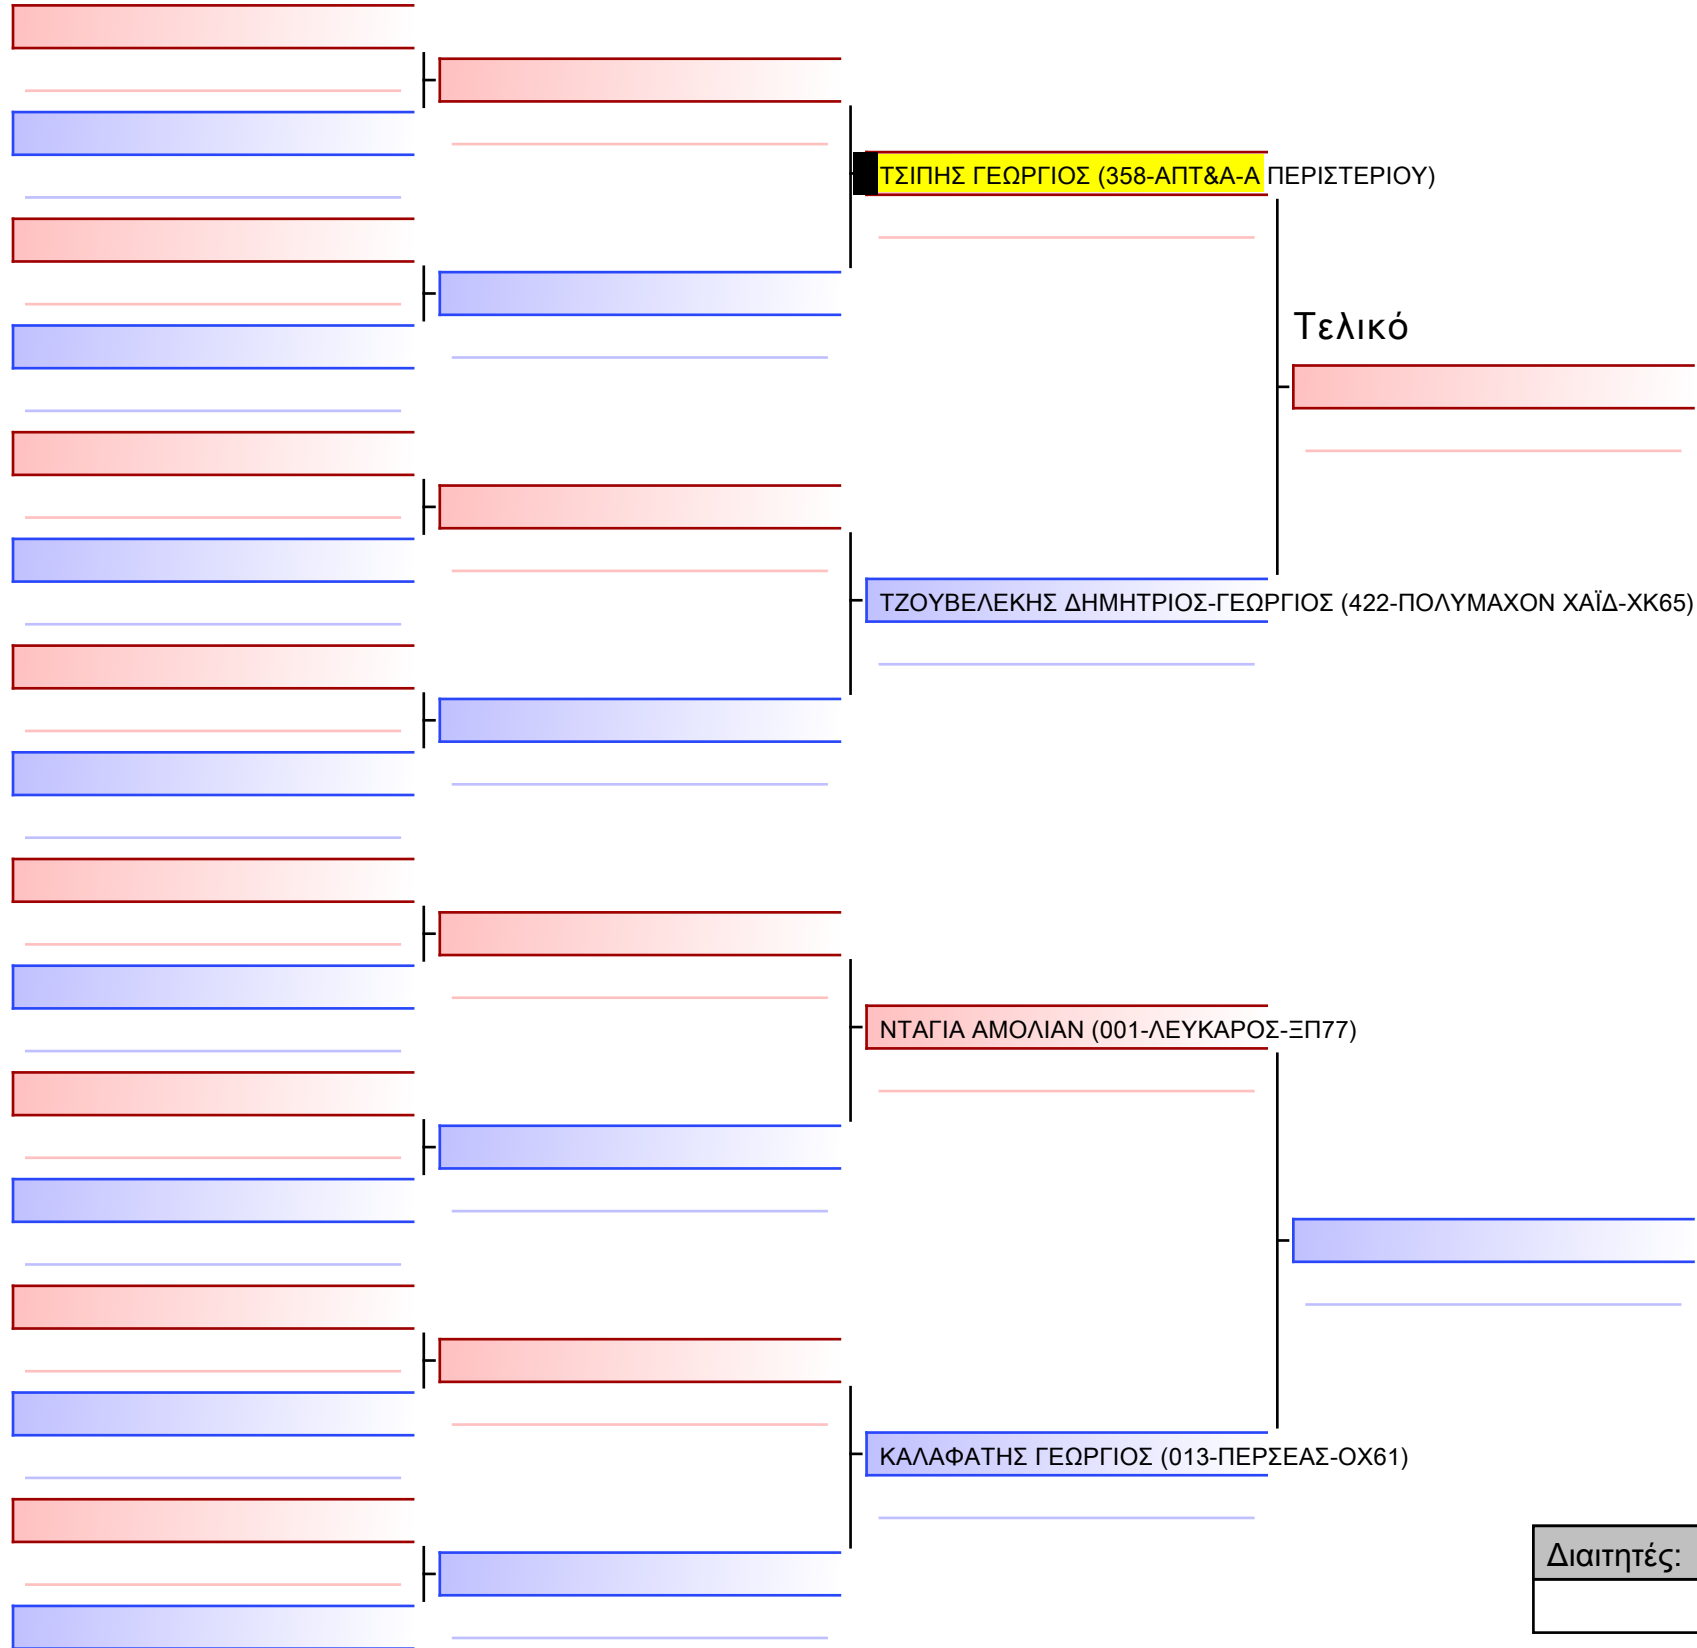 ΤΣΙΠΗΣ ΓΕΩΡΓΙΟΣ (358-ΑΠΤ&Α-Α ΠΕΡΙΣΤΕΡΙΟΥ)
Τελικό
ΤΖΟΥΒΕΛΕΚΗΣ ΔΗΜΗΤΡΙΟΣ-ΓΕΩΡΓΙΟΣ (422-ΠΟΛΥΜΑΧΟΝ ΧΑΪΔ-ΧΚ65)
ΝΤΑΓΙΑ ΑΜΟΛΙΑΝ (001-ΛΕΥΚΑΡΟΣ-ΞΠ77)
ΚΑΛΑΦΑΤΗΣ ΓΕΩΡΓΙΟΣ (013-ΠΕΡΣΕΑΣ-ΟΧ61)
Διαιτητές: